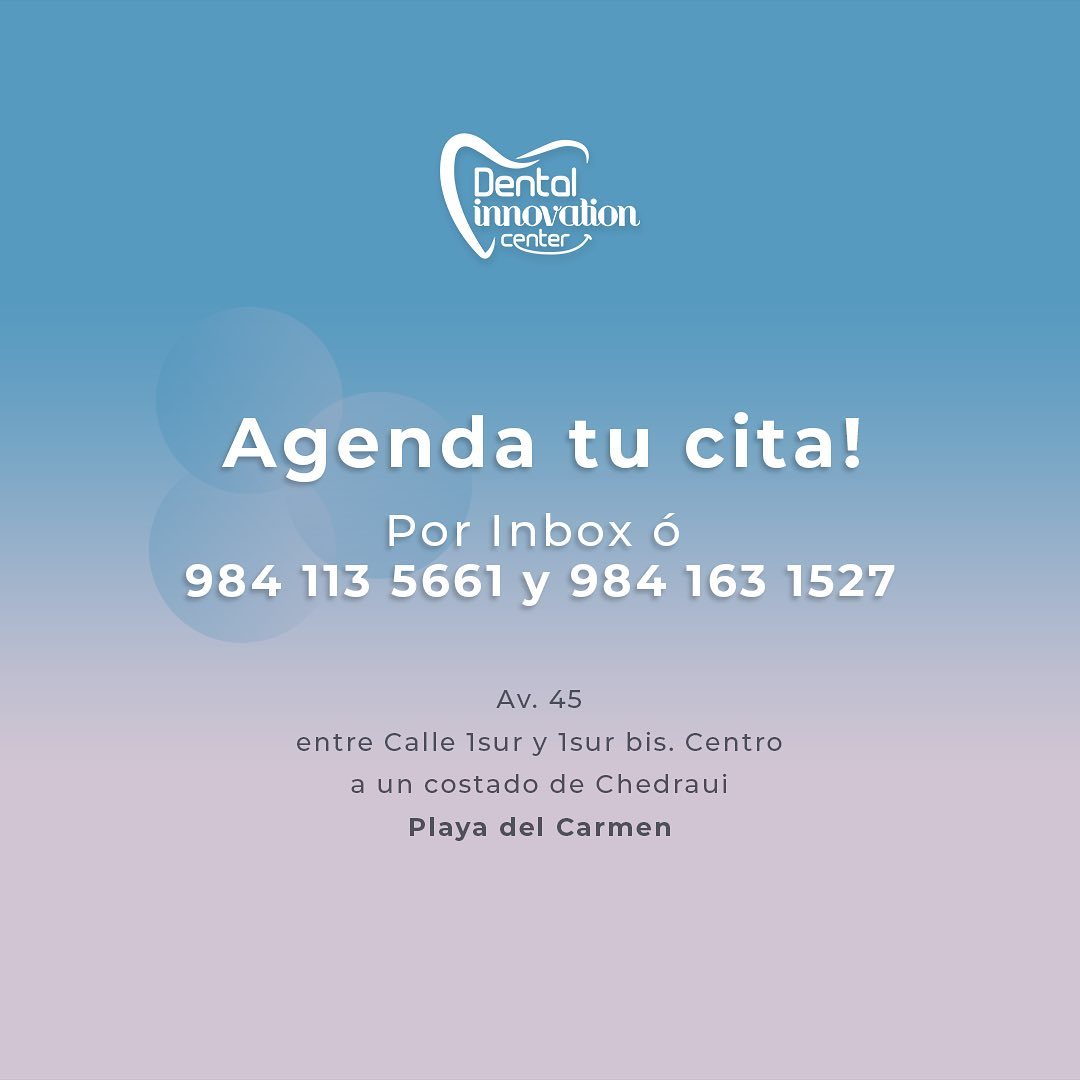 Dental
innovation
center
Agenda tu cita!
Por Inbox ó
984 113 5661 y 984 163 1527
Av. 45
entre Calle 1sur y 1sur bis. Centro
a un costado de Chedraui
Playa del Carmen